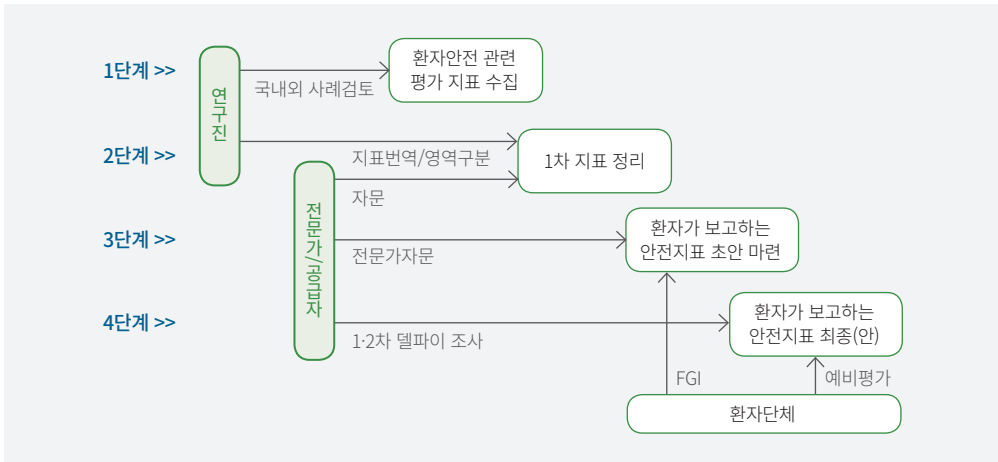 1단계 >>
연구진
국내외 사례검토
환자안전 관련
평가 지표 수집
2단계 >>
지표번역/영역구분
자문
1차 지표 정리
전문가/공급자
3단계 >>
전문가자문
환자가 보고하는
안전지표 초안 마련
4단계 >>
1·2차 델파이 조사
환자가 보고하는
안전지표 최종(안)
FGI
예비평가
환자단체